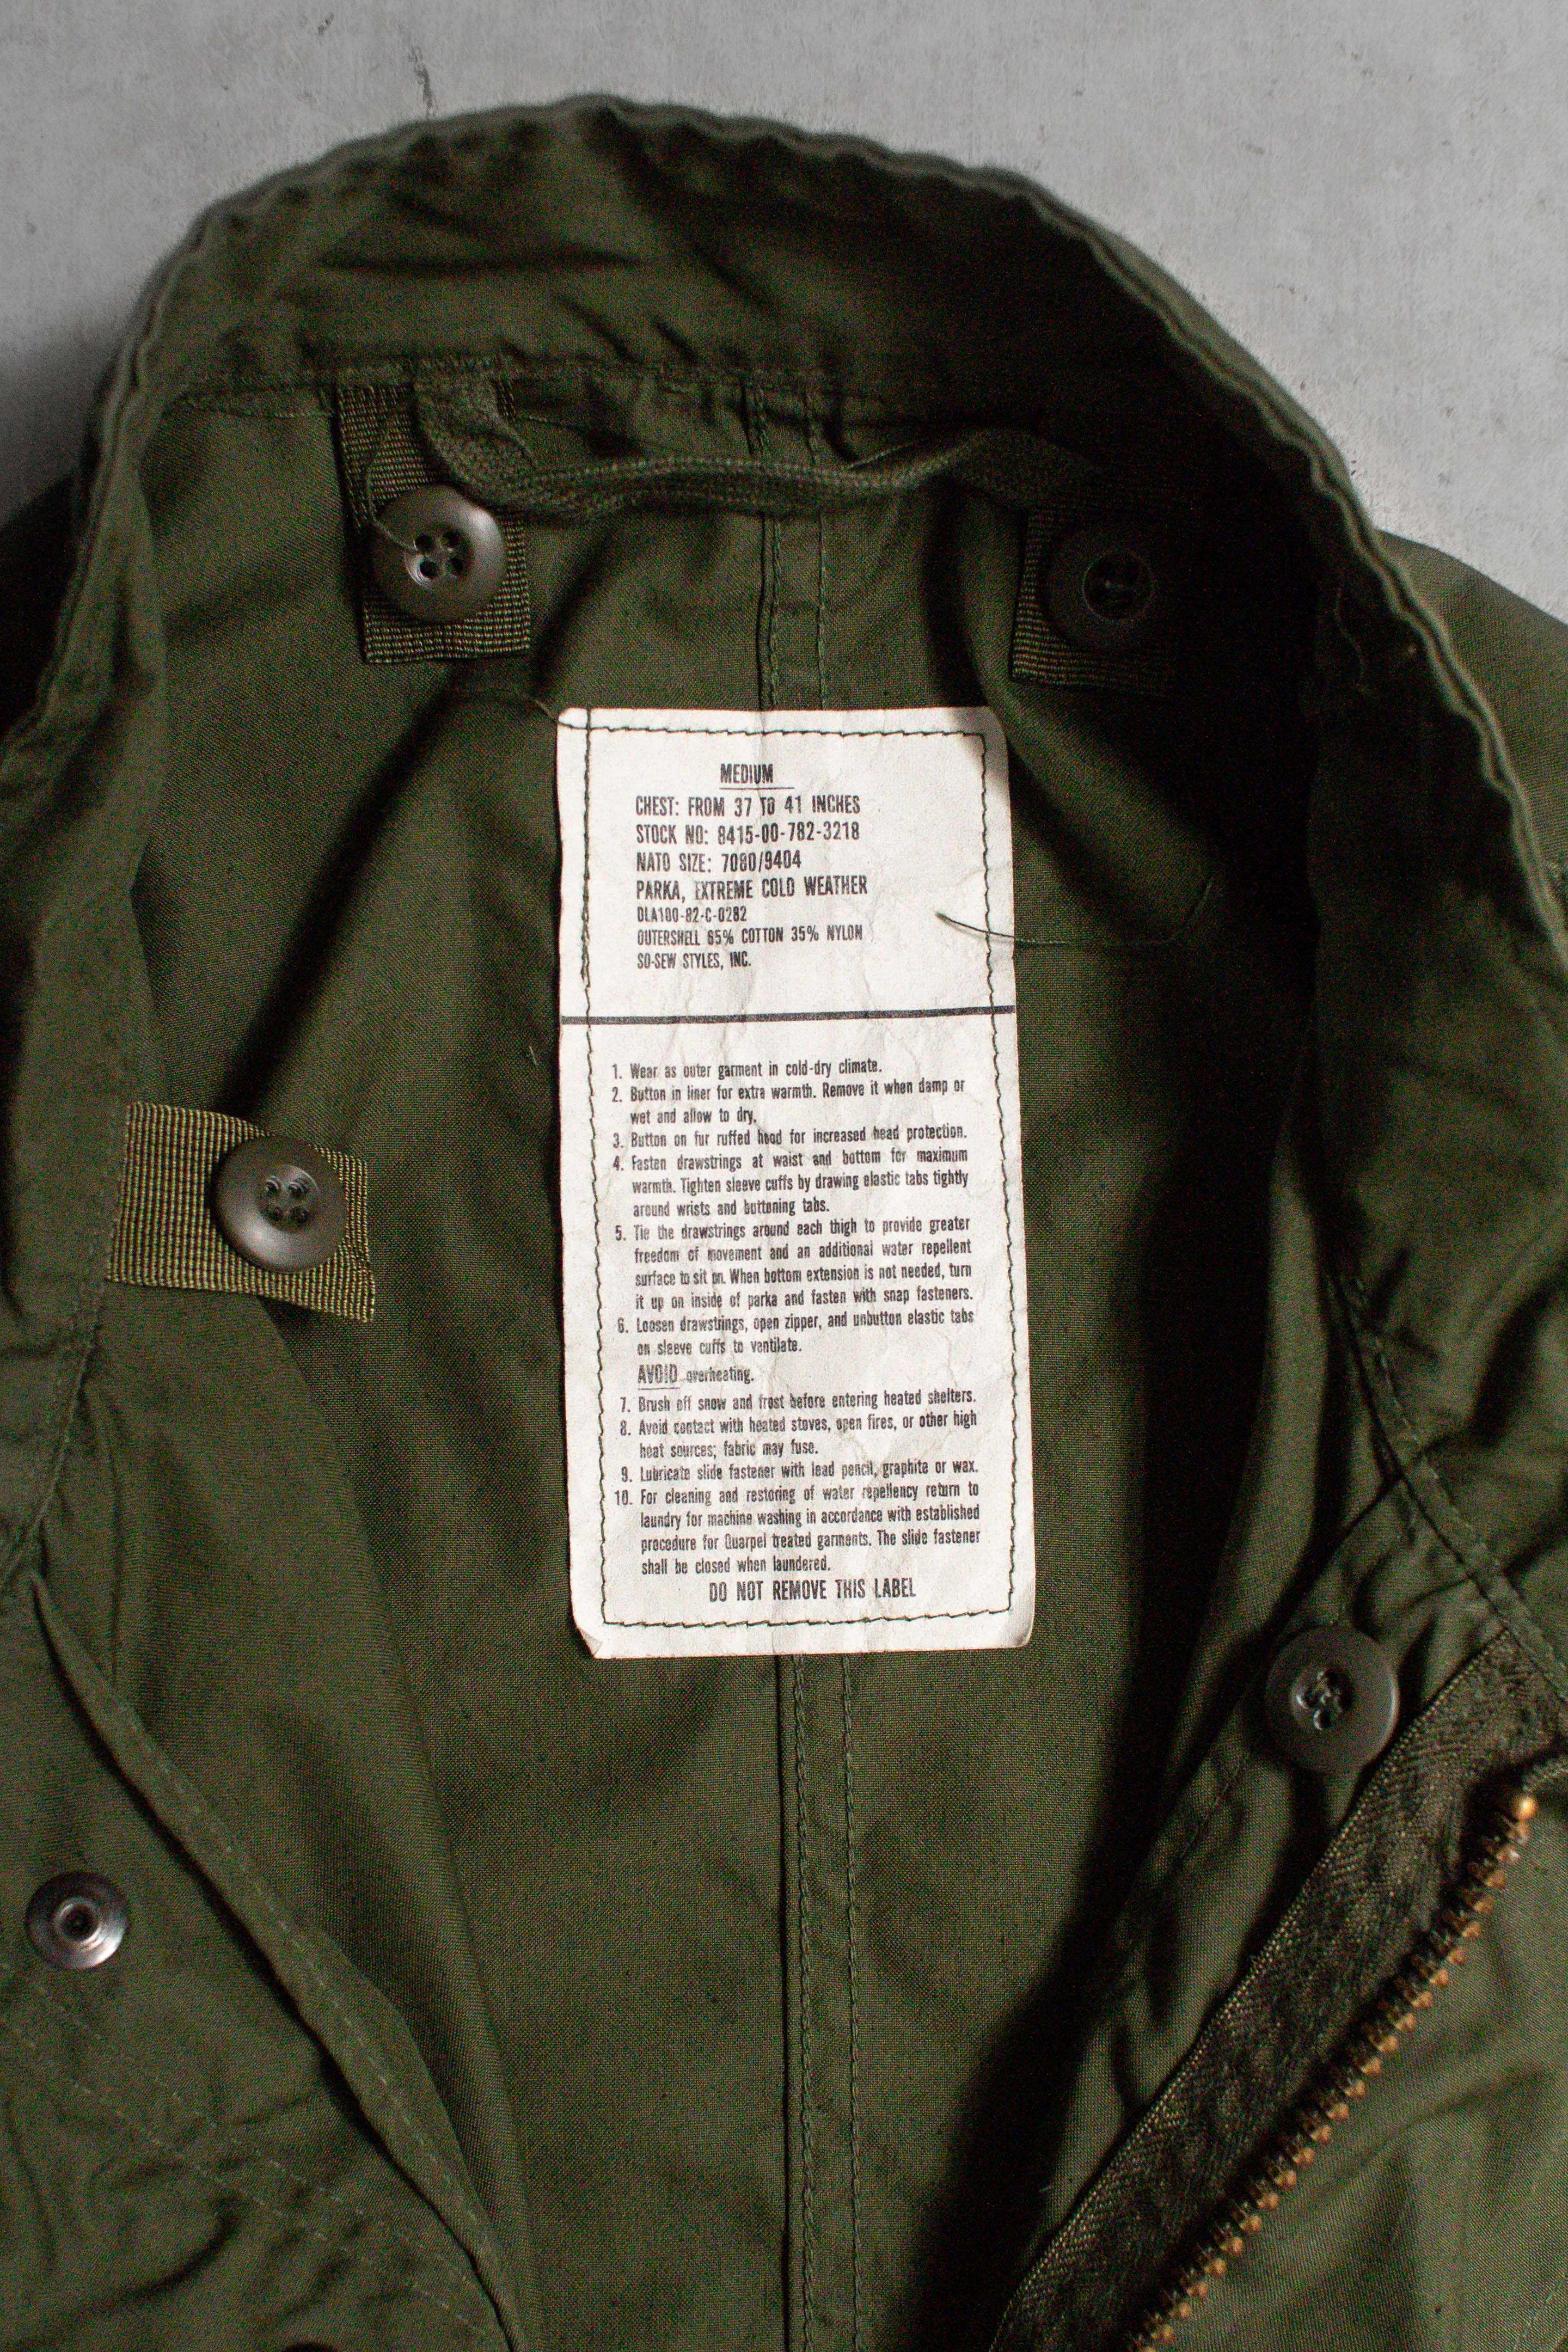 MEDIUM
CHEST: FROM 37 TO 41 INCHES
STOCK NO: 8415-00-782-3218
NATO SIZE: 7080/9404
PARKA, EXTREME COLD WEATHER
DLA100-82-C-0282
OUTERSHELL 65% COTTON 35% NYLON
SO-SEW STYLES, INC.
1. Wear as outer garment in cold-dry climate.
2. Button in liner for extra warmth. Remove it when damp or
wet and allow to dry.
3. Button on fur ruffed hood for increased head protection.
4. Fasten drawstrings at waist and bottom for maximum
warmth. Tighten sleeve cuffs by drawing elastic tabs tightly
around wrists and buttoning tabs.
5. Tie the drawstrings around each thigh to provide greater
freedom of movement and an additional water repellent
surface to sit on. When bottom extension is not needed, turn
it up on inside of parka and fasten with snap fasteners.
6. Loosen drawstrings, open zipper, and unbutton elastic tabs
on sleeve cuffs to ventilate.
AVOID overheating.
7. Brush off snow and frost before entering heated shelters.
8. Avoid contact with heated stoves, open fires, or other high
heat sources; fabric may fuse.
9. Lubricate slide fastener with lead pencil, graphite or wax.
10. For cleaning and restoring of water repellency return to
laundry for machine washing in accordance with established
procedure for Quarpel treated garments. The slide fastener
shall be closed when laundered.
DO NOT REMOVE THIS LABEL